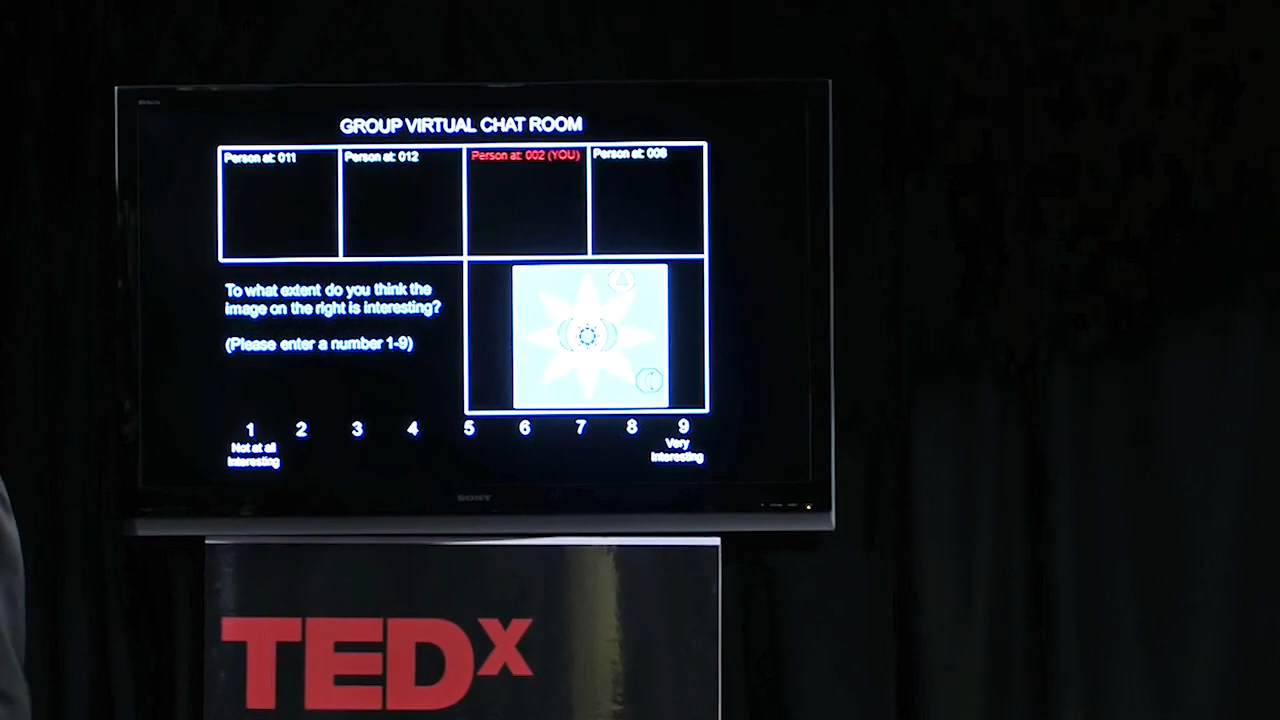 GROUP VIRTUAL CHAT ROOM
Person at: 011
Person at: 012
Person at: 002 (YOU)
Person at: 008
To what extent do you think the
image on the right is interesting?
(Please enter a number 1-9)
1 2 3 4 5 6 7 8 9
Not at all
Interesting
Very
Interesting
SONY
TEDx